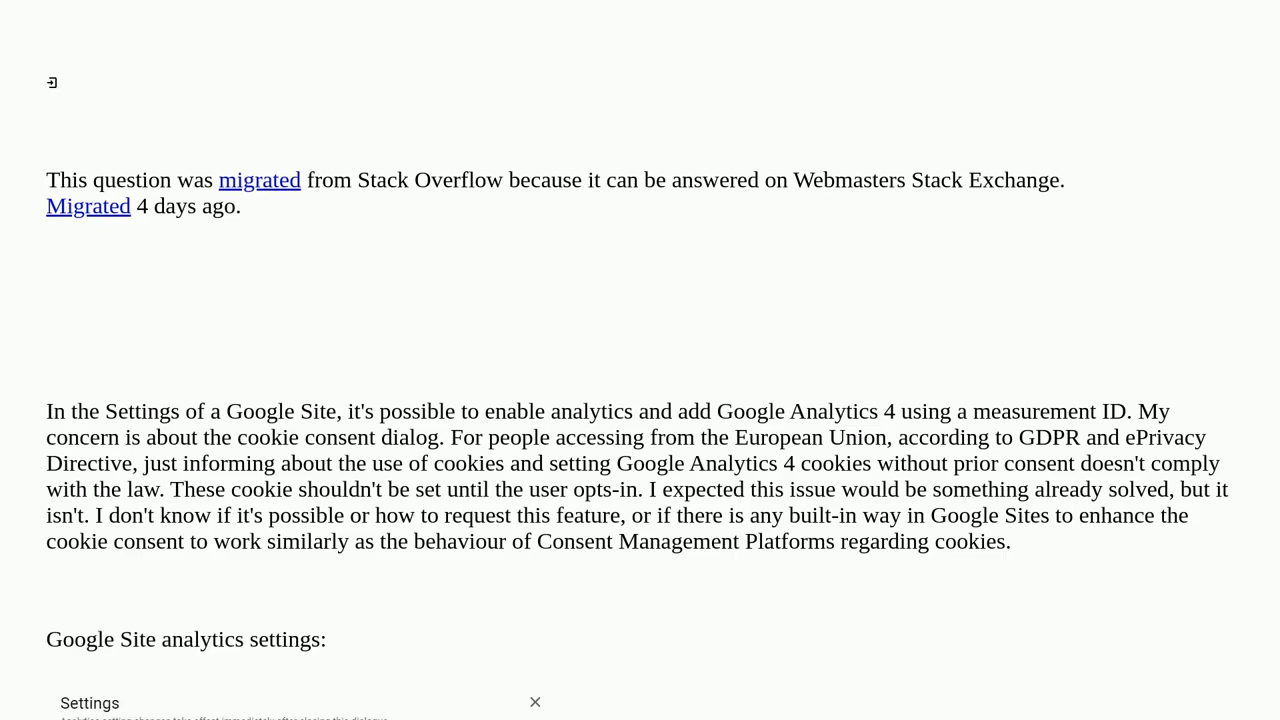 This question was migrated from Stack Overflow because it can be answered on Webmasters Stack Exchange.
Migrated 4 days ago.
In the Settings of a Google Site, it's possible to enable analytics and add Google Analytics 4 using a measurement ID. My
concern is about the cookie consent dialog. For people accessing from the European Union, according to GDPR and ePrivacy
Directive, just informing about the use of cookies and setting Google Analytics 4 cookies without prior consent doesn't comply
with the law. These cookie shouldn't be set until the user opts-in. I expected this issue would be something already solved, but it
isn't. I don't know if it's possible or how to request this feature, or if there is any built-in way in Google Sites to enhance the
cookie consent to work similarly as the behaviour of Consent Management Platforms regarding cookies.
Google Site analytics settings:
Settings